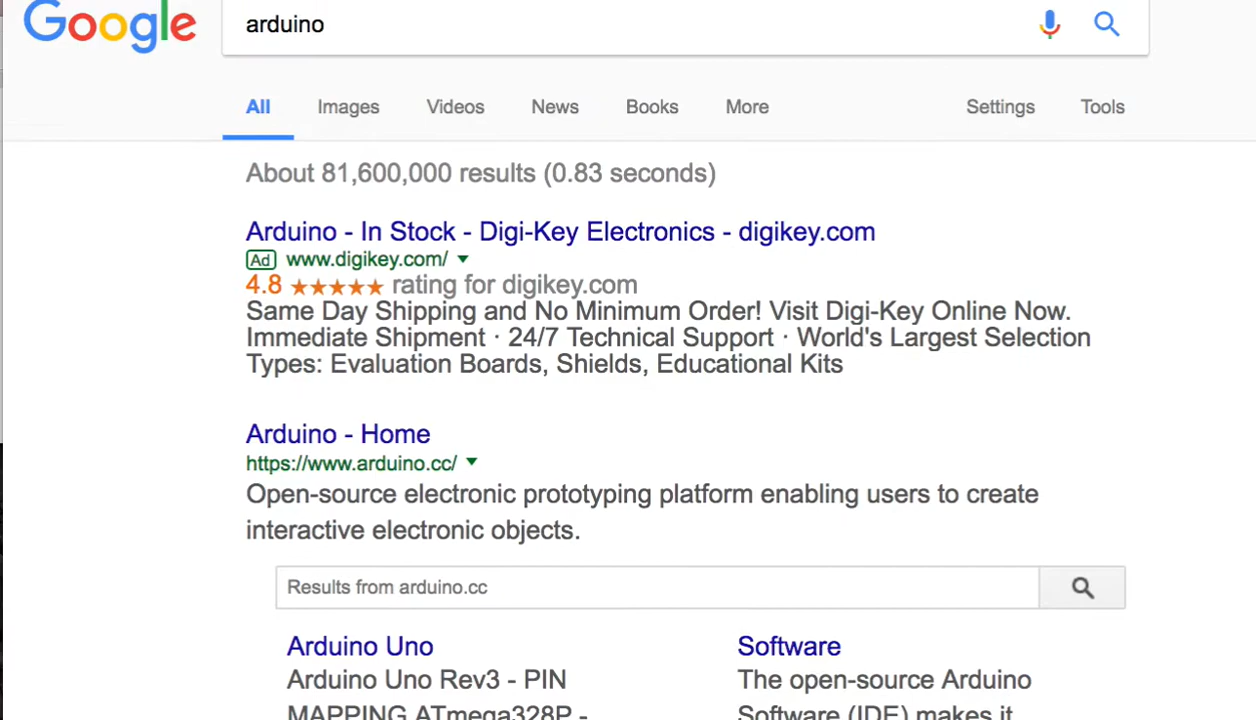 Google
arduino
All Images Videos News Books More Settings Tools
About 81,600,000 results (0.83 seconds)
Arduino - In Stock - Digi-Key Electronics - digikey.com
Ad www.digikey.com/
4.8 ★★★★★ rating for digikey.com
Same Day Shipping and No Minimum Order! Visit Digi-Key Online Now.
Immediate Shipment · 24/7 Technical Support · World's Largest Selection
Types: Evaluation Boards, Shields, Educational Kits
Arduino - Home
https://www.arduino.cc/
Open-source electronic prototyping platform enabling users to create
interactive electronic objects.
Results from arduino.cc
Arduino Uno
Arduino Uno Rev3 - PIN
MAPPING ATmega328P -
Software
The open-source Arduino
Software (IDE) makes it